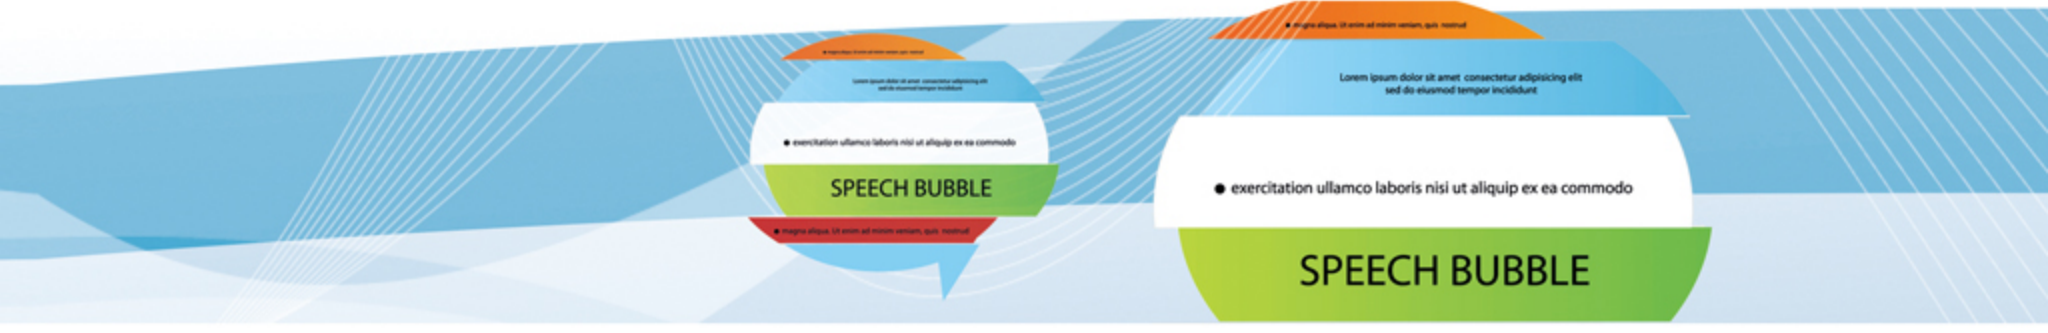 ● magna aliqua. Ut enim ad minim veniam, quis nostrud
Lorem ipsum dolor sit amet consectetur adipisicing elit
sed do eiusmod tempor incididunt
● exercitation ullamco laboris nisi ut aliquip ex ea commodo
SPEECH BUBBLE
● magna aliqua. Ut enim ad minim veniam, quis nostrud
● magna aliqua. Ut enim ad minim veniam, quis nostrud
Lorem ipsum dolor sit amet consectetur adipisicing elit
sed do eiusmod tempor incididunt
● exercitation ullamco laboris nisi ut aliquip ex ea commodo
SPEECH BUBBLE